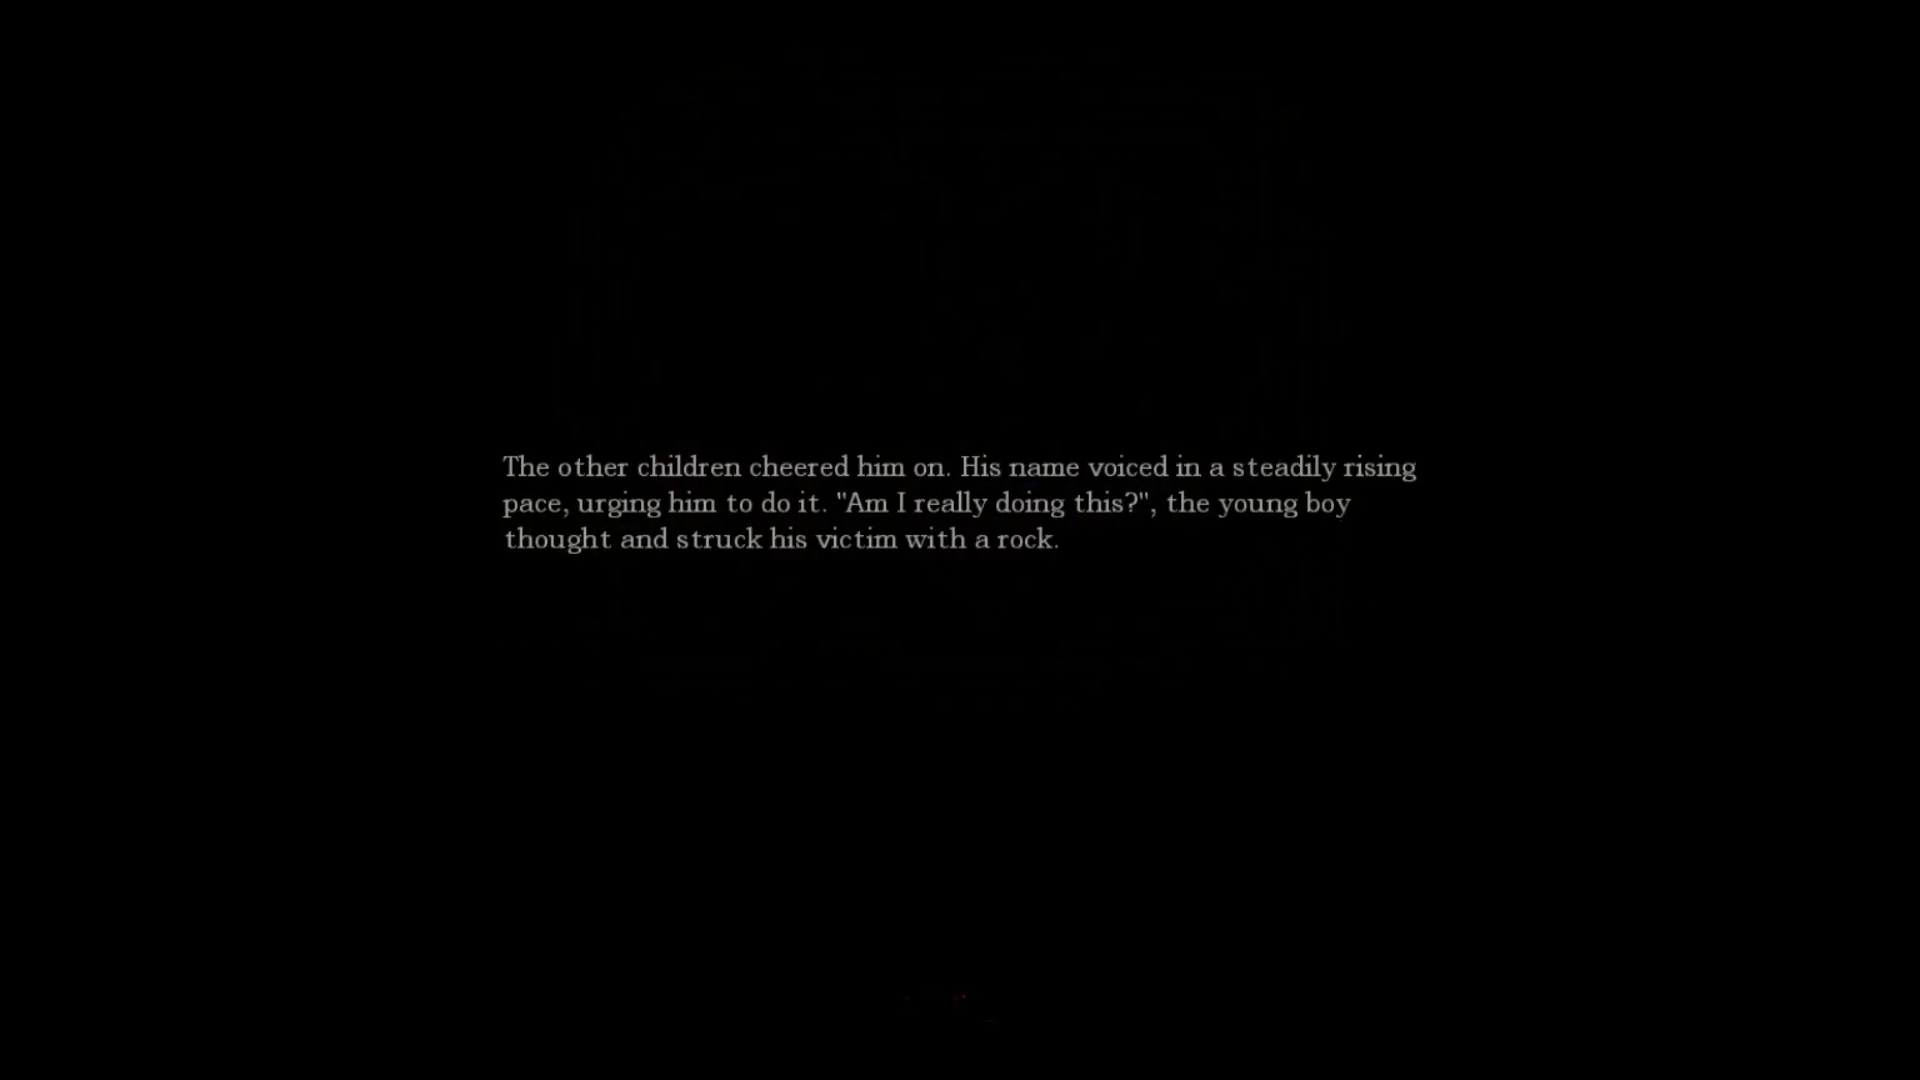 The other children cheered him on. His name voiced in a steadily rising
pace, urging him to do it. "Am I really doing this?", the young boy
thought and struck his victim with a rock.